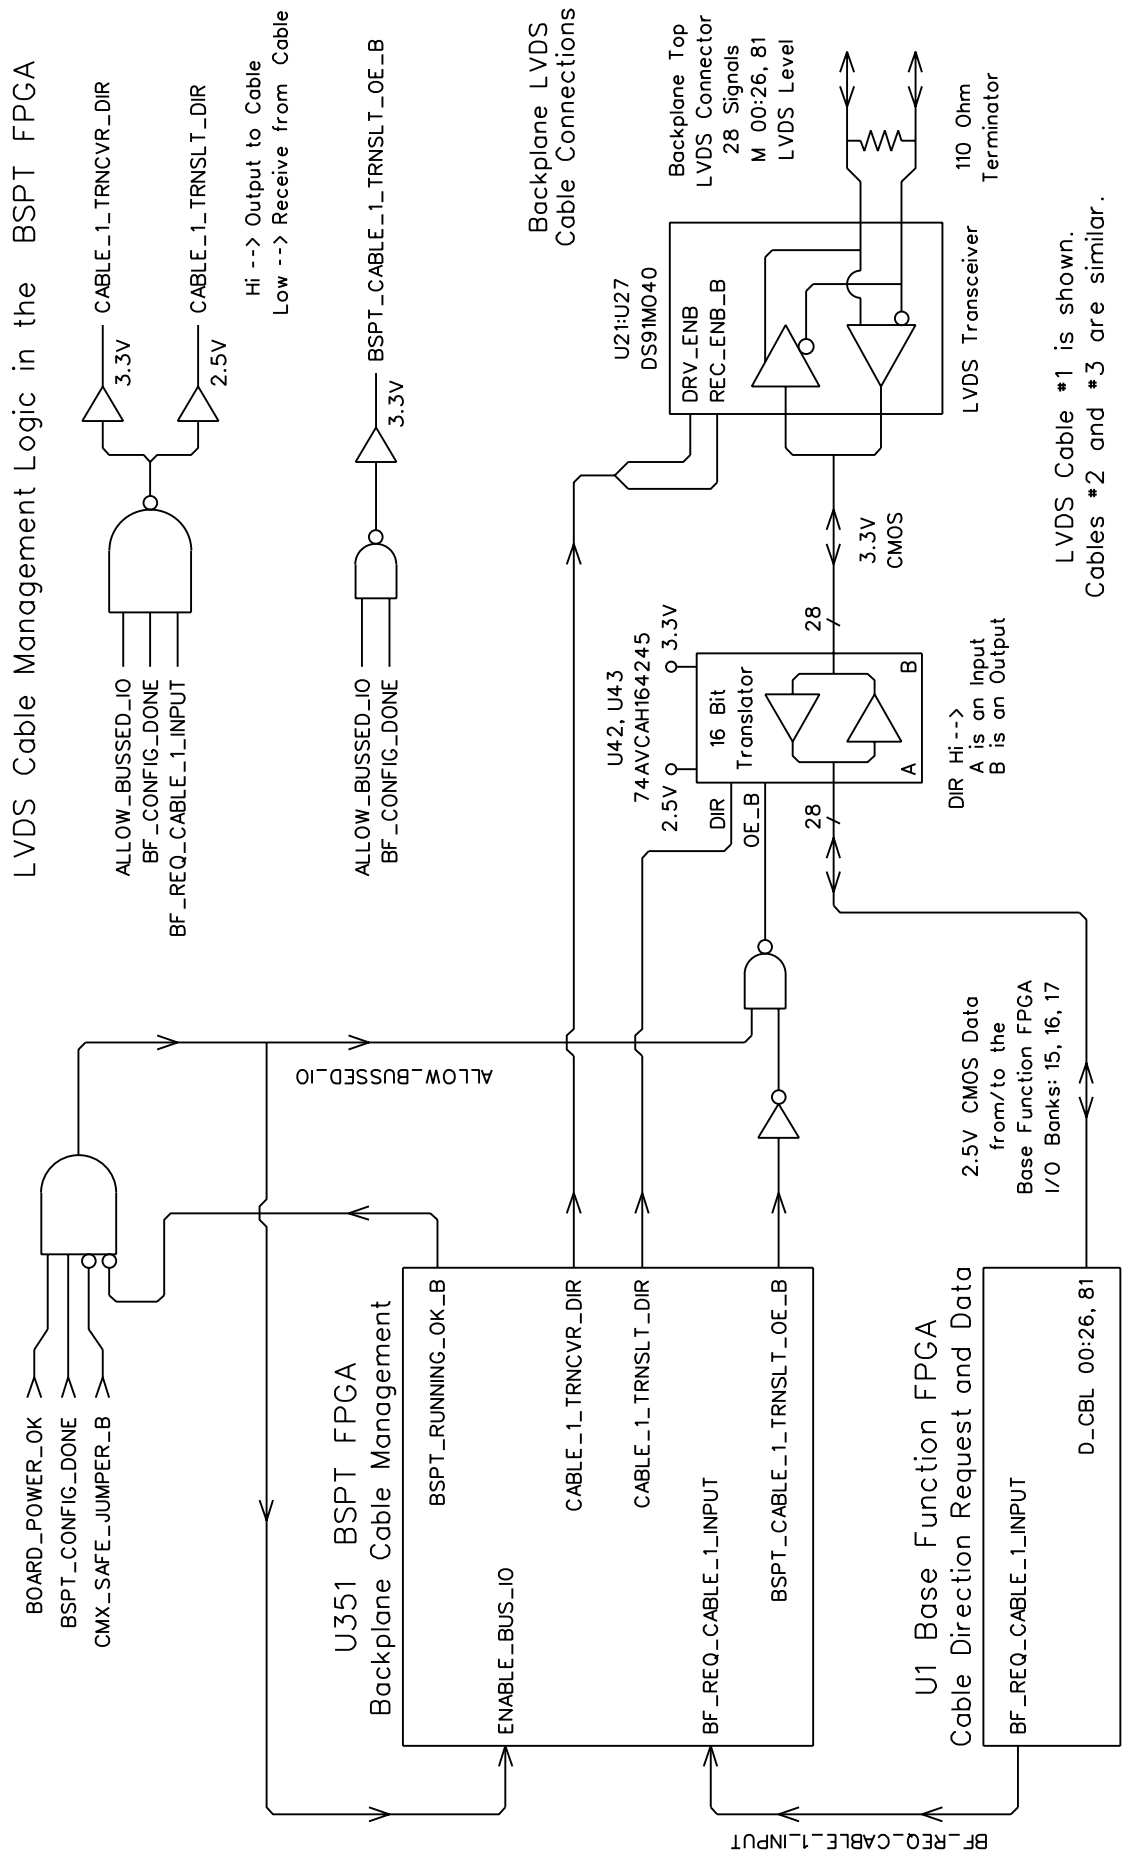 LVDS Cable Management Logic in the BSPT FPGA
BOARD_POWER_OK
BSPT_CONFIG_DONE
CMX_SAFE_JUMPER_B
ALLOW_BUSSED_IO
BF_CONFIG_DONE
BF_REQ_CABLE_1_INPUT
3.3V
CABLE_1_TRNCVR_DIR
2.5V
CABLE_1_TRNSLT_DIR
Hi --> Output to Cable
Low --> Receive from Cable
ALLOW_BUSSED_IO
BF_CONFIG_DONE
3.3V
BSPT_CABLE_1_TRNSLT_OE_B
ALLOW_BUSSED_IO
U351 BSPT FPGA
Backplane Cable Management
BSPT_RUNNING_OK_B
ENABLE_BUS_IO
CABLE_1_TRNCVR_DIR
CABLE_1_TRNSLT_DIR
BF_REQ_CABLE_1_INPUT
BSPT_CABLE_1_TRNSLT_OE_B
BF_REQ_CABLE_1_INPUT
Backplane LVDS
Cable Connections
U42, U43
74AVCAH164245
2.5V
3.3V
DIR
OE_B
16 Bit
Translator
A
B
28
28
DIR Hi-->
A is an Input
B is an Output
3.3V
CMOS
U21:U27
DS91M040
DRV_ENB
REC_ENB_B
LVDS Transceiver
Backplane Top
LVDS Connector
28 Signals
M 00:26, 81
LVDS Level
110 Ohm
Terminator
U1 Base Function FPGA
Cable Direction Request and Data
BF_REQ_CABLE_1_INPUT
D_CBL 00:26, 81
2.5V CMOS Data
from/to the
Base Function FPGA
I/O Banks: 15, 16, 17
LVDS Cable #1 is shown.
Cables #2 and #3 are similar.